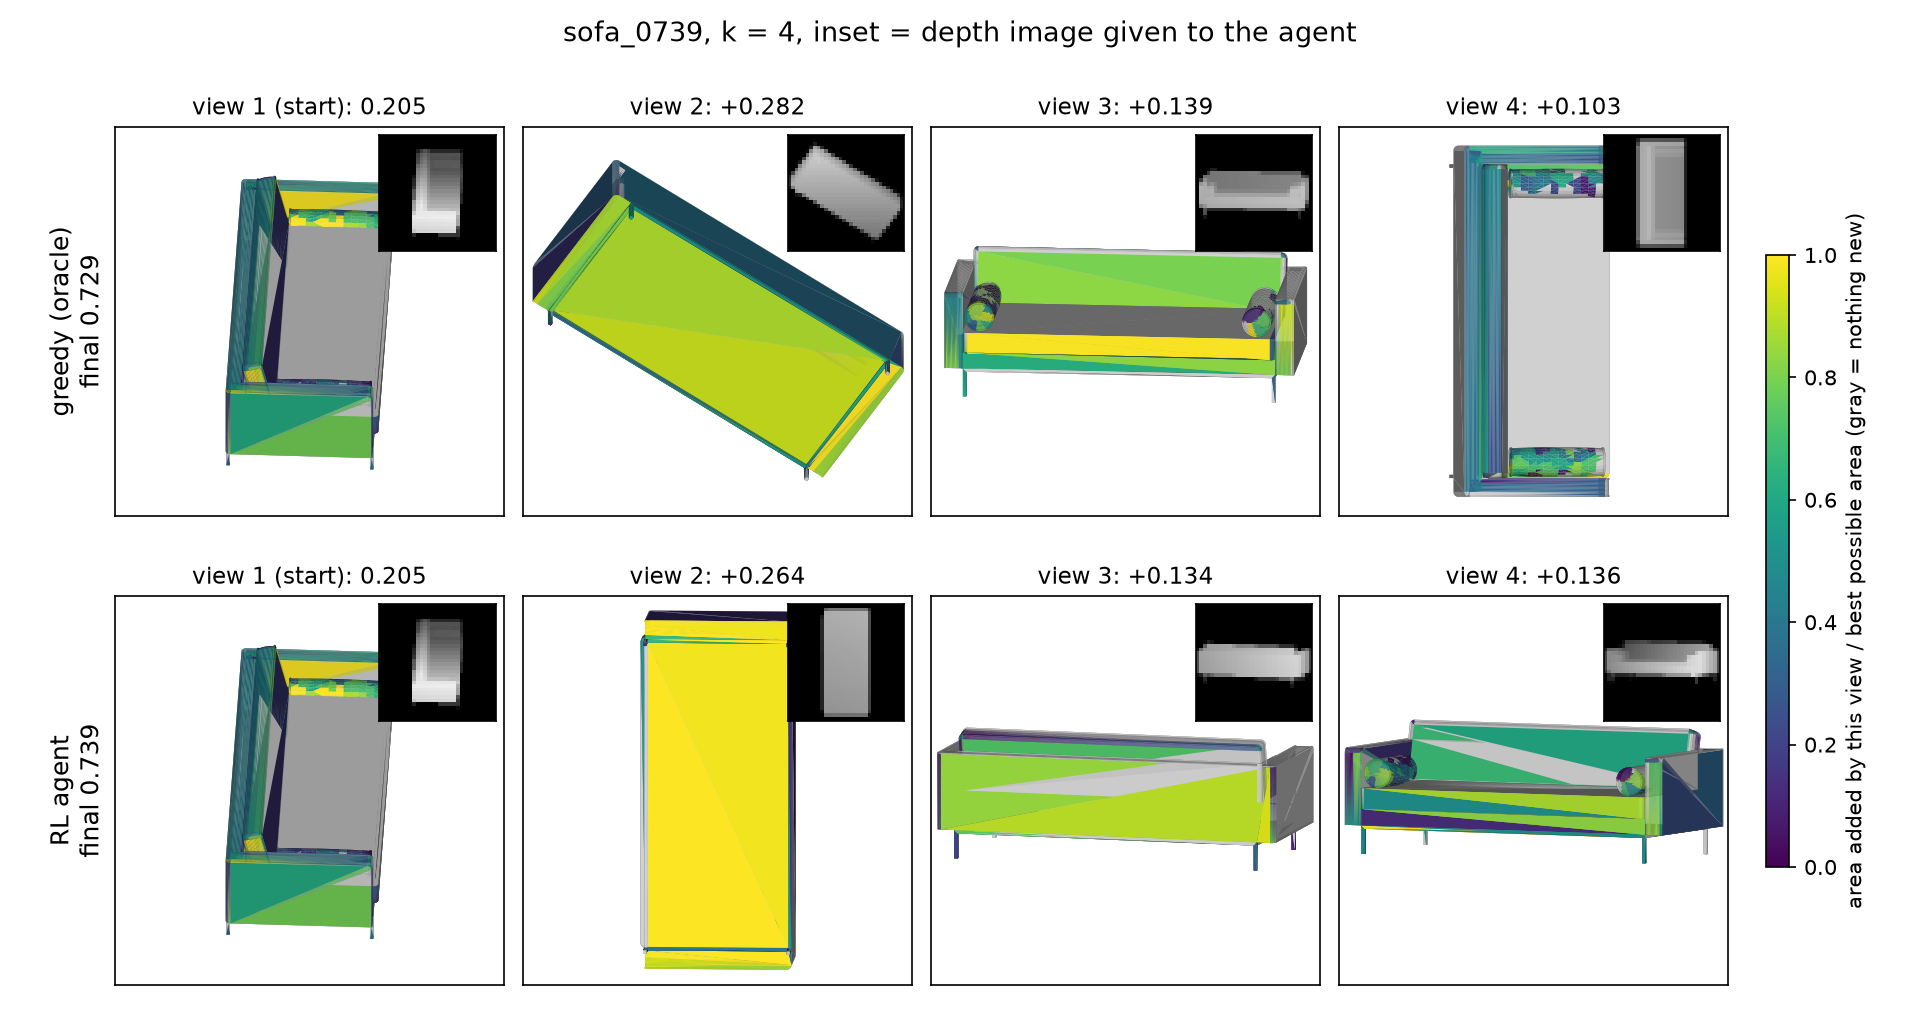 sofa_0739, k = 4, inset = depth image given to the agent
view 1 (start): 0.205
view 2: +0.282
view 3: +0.139
view 4: +0.103
greedy (oracle)
final 0.729
view 1 (start): 0.205
view 2: +0.264
view 3: +0.134
view 4: +0.136
RL agent
final 0.739
1.0
0.8
0.6
0.4
0.2
0.0
area added by this view / best possible area (gray = nothing new)